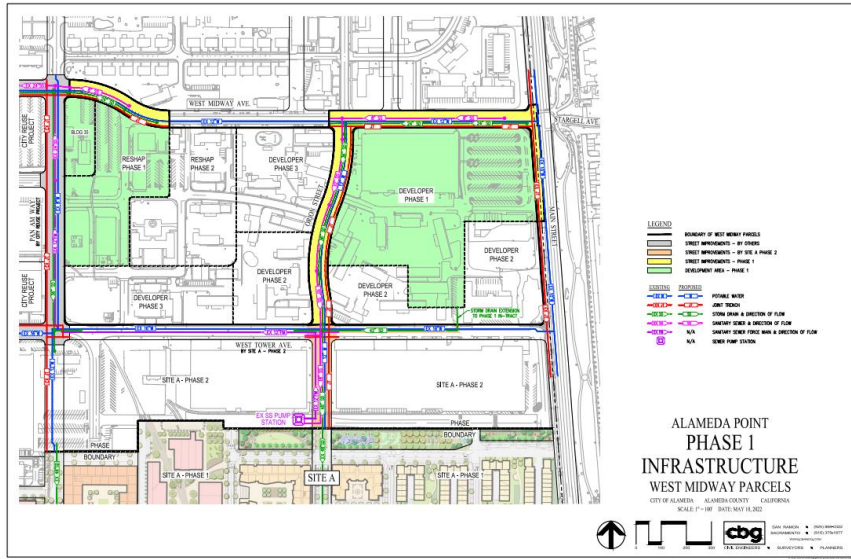 WEST MIDWAY AVE.
STARGELL AVE.
CITY REUSE
PROJECT
BLDG 35
RESHAP
PHASE 1
RESHAP
PHASE 2
DEVELOPER
PHASE 3
ORION STREET
DEVELOPER
PHASE 1
MAIN STREET
PAN AM WAY
BY CITY REUSE PROJECT
DEVELOPER
PHASE 2
DEVELOPER
PHASE 2
DEVELOPER
PHASE 2
CITY REUSE
PROJECT
DEVELOPER
PHASE 3
STORM DRAIN EXTENSION
TO PHASE 1 IN-TRACT
WEST TOWER AVE.
BY SITE A - PHASE 2
SITE A - PHASE 2
SITE A - PHASE 2
EX SS PUMP
STATION
PHASE
BOUNDARY
PHASE
BOUNDARY
SITE A - PHASE 1
SITE A
SITE A - PHASE 1
LEGEND
BOUNDARY OF WEST MIDWAY PARCELS
STREET IMPROVEMENTS - BY OTHERS
STREET IMPROVEMENTS - BY SITE A PHASE 2
STREET IMPROVEMENTS - PHASE 1
DEVELOPMENT AREA - PHASE 1
EXISTING PROPOSED
POTABLE WATER
JOINT TRENCH
STORM DRAIN & DIRECTION OF FLOW
SANITARY SEWER & DIRECTION OF FLOW
N/A SANITARY SEWER FORCE MAIN & DIRECTION OF FLOW
N/A SEWER PUMP STATION
ALAMEDA POINT
PHASE 1
INFRASTRUCTURE
WEST MIDWAY PARCELS
CITY OF ALAMEDA ALAMEDA COUNTY CALIFORNIA
SCALE: 1" = 100' DATE: MAY 10, 2022
cbg
SAN RAMON
SACRAMENTO
CIVIL ENGINEERS SURVEYORS PLANNERS